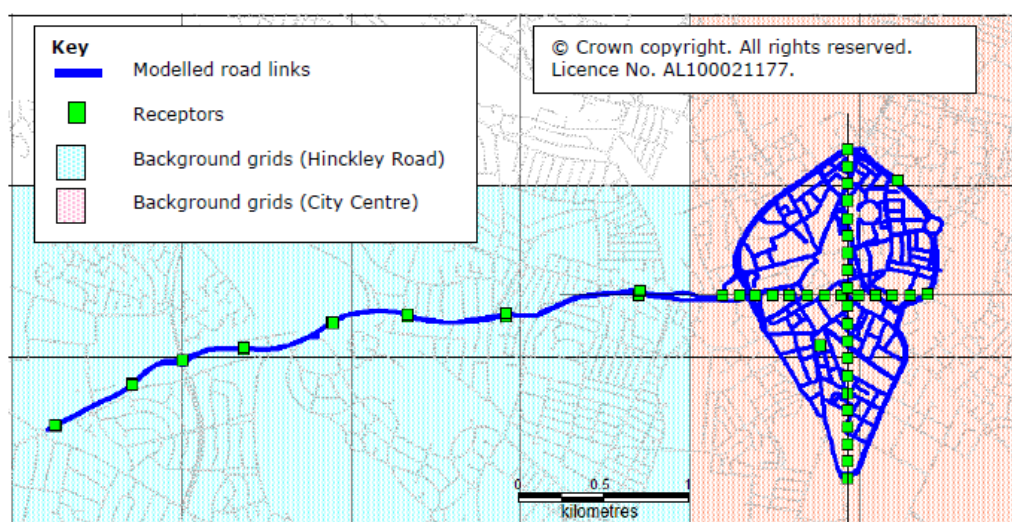 Key
Modelled road links
Receptors
Background grids (Hinckley Road)
Background grids (City Centre)
© Crown copyright. All rights reserved.
Licence No. AL100021177.
0 0.5 1
kilometres